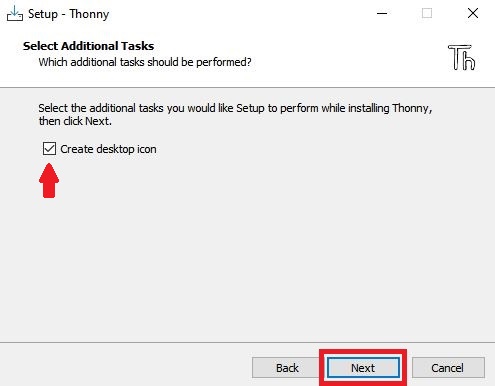 Setup - Thonny
Select Additional Tasks
Which additional tasks should be performed?
Th
Select the additional tasks you would like Setup to perform while installing Thonny,
then click Next.
Create desktop icon
Back
Next
Cancel